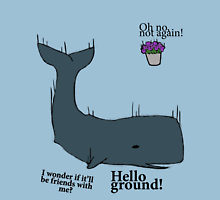 Oh no,
not again!
I wonder if it'll
be friends with
me?
Hello
ground!